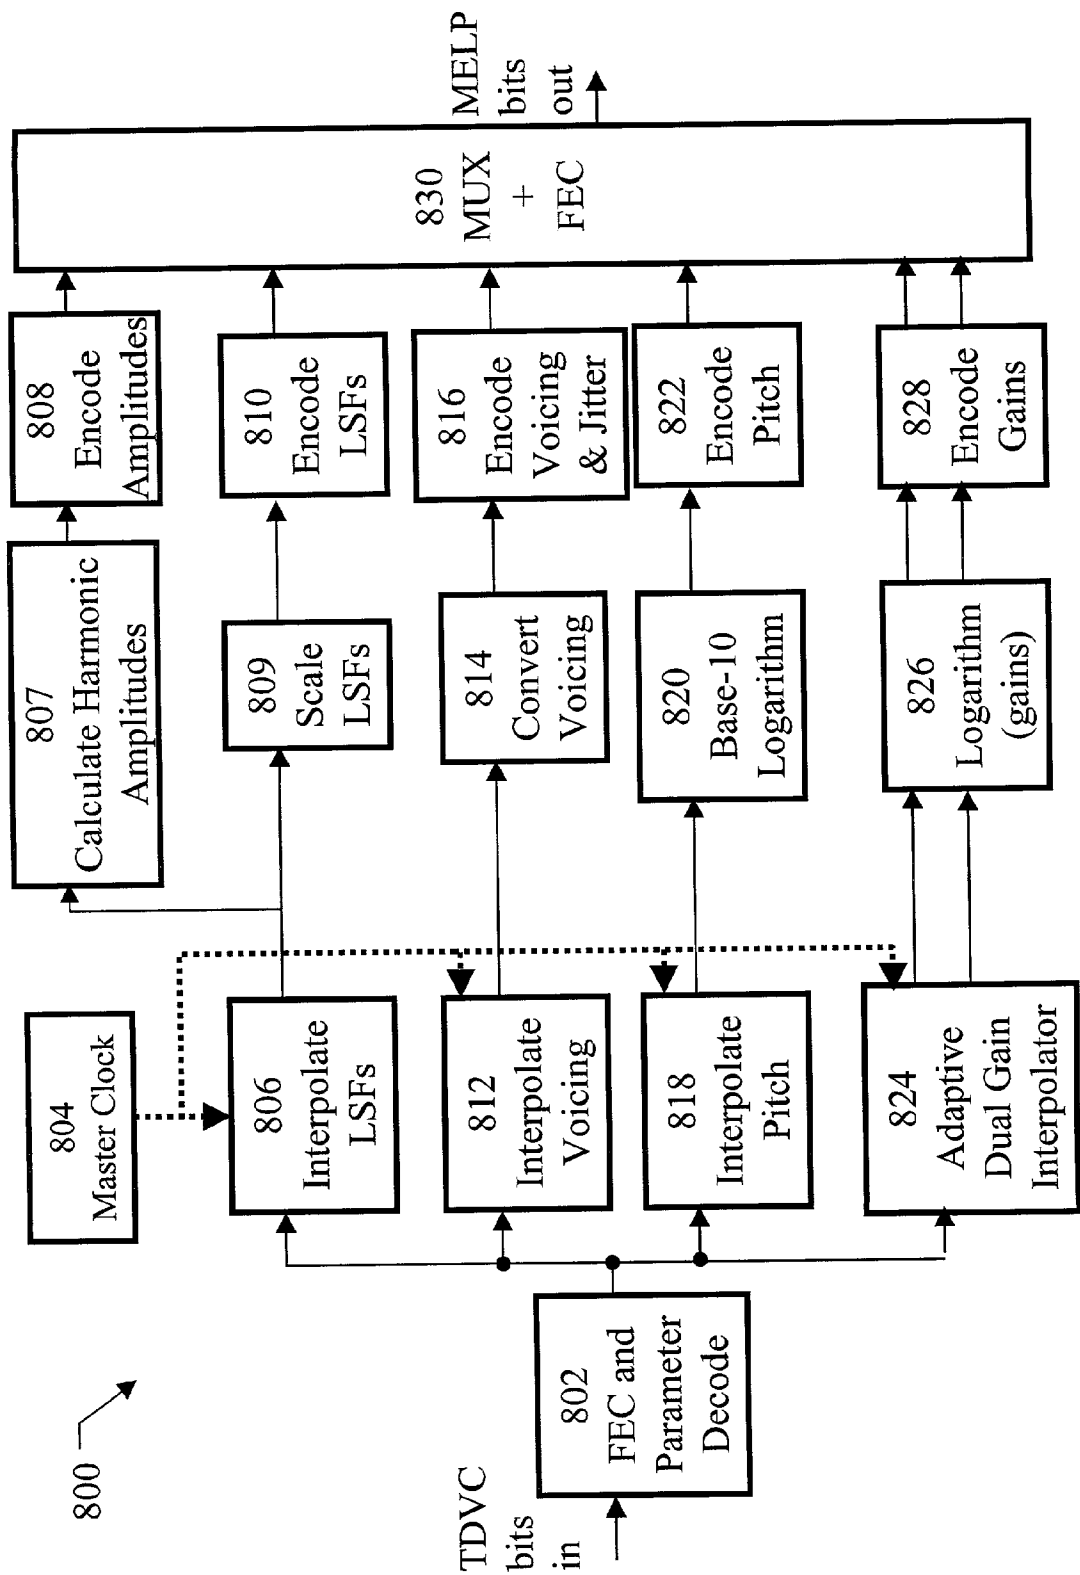 800
TDVC
bits
in
802
FEC and
Parameter
Decode
804
Master Clock
806
Interpolate
LSFs
812
Interpolate
Voicing
818
Interpolate
Pitch
824
Adaptive
Dual Gain
Interpolator
807
Calculate Harmonic
Amplitudes
809
Scale
LSFs
814
Convert
Voicing
820
Base-10
Logarithm
826
Logarithm
(gains)
808
Encode
Amplitudes
810
Encode
LSFs
816
Encode
Voicing
& Jitter
822
Encode
Pitch
828
Encode
Gains
830
MUX
+
FEC
MELP
bits
out